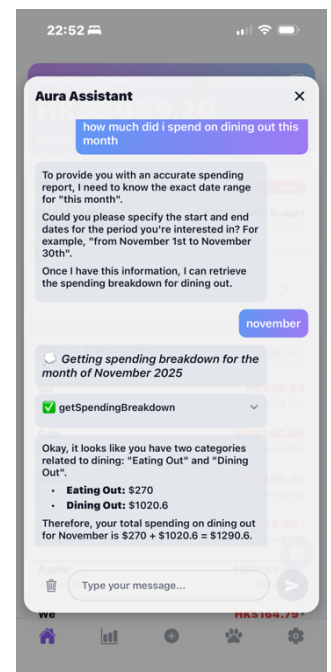 22:52
Aura Assistant
how much did i spend on dining out this
month
To provide you with an accurate spending
report, I need to know the exact date range
for "this month".
Could you please specify the start and end
dates for the period you're interested in? For
example, "from November 1st to November
30th".
Once I have this information, I can retrieve
the spending breakdown for dining out.
november
💭 Getting spending breakdown for the
month of November 2025
✅ getSpendingBreakdown
Okay, it looks like you have two categories
related to dining: "Eating Out" and "Dining
Out".
• Eating Out: $270
• Dining Out: $1020.6
Therefore, your total spending on dining out
for November is $270 + $1020.6 = $1290.6.
Type your message...
HK$164.79